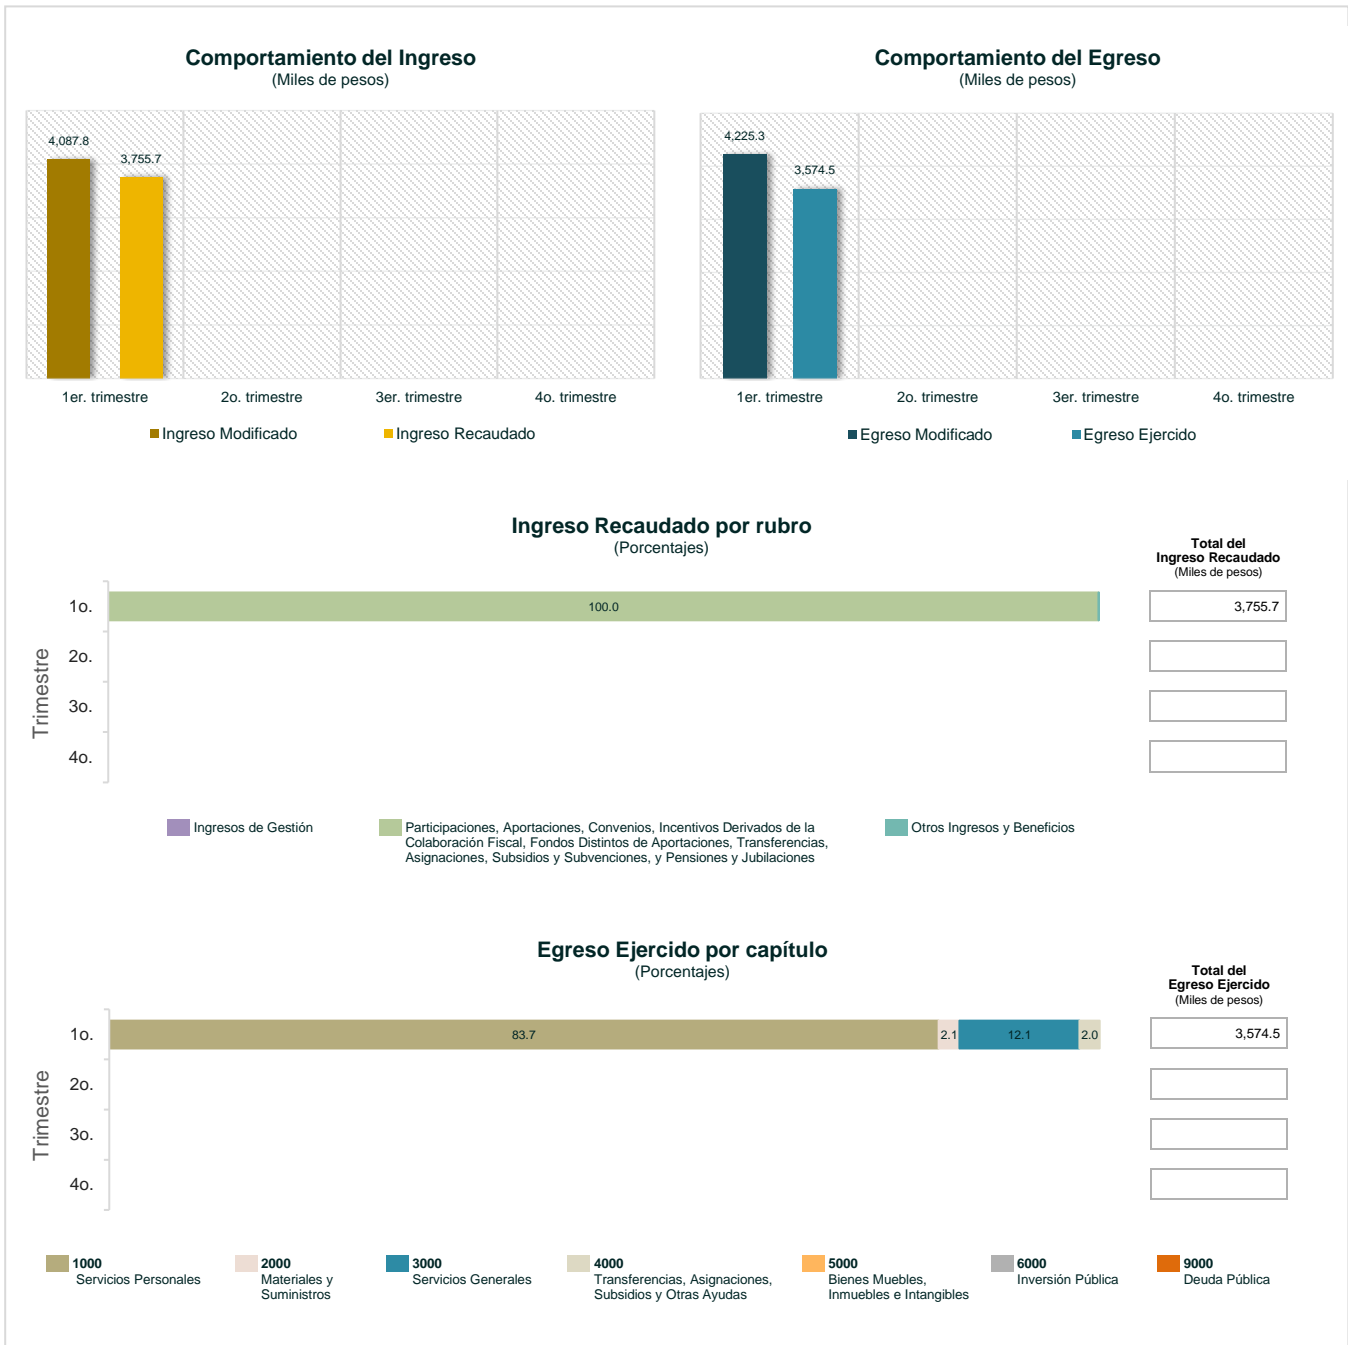 Comportamiento del Ingreso
(Miles de pesos)
4,087.8
3,755.7
1er. trimestre
2o. trimestre
3er. trimestre
4o. trimestre
Ingreso Modificado
Ingreso Recaudado
Comportamiento del Egreso
(Miles de pesos)
4,225.3
3,574.5
1er. trimestre
2o. trimestre
3er. trimestre
4o. trimestre
Egreso Modificado
Egreso Ejercido
Ingreso Recaudado por rubro
(Porcentajes)
Total del
Ingreso Recaudado
(Miles de pesos)
Trimestre
1o.
100.0
3,755.7
2o.
3o.
4o.
Ingresos de Gestión
Participaciones, Aportaciones, Convenios, Incentivos Derivados de la
Colaboración Fiscal, Fondos Distintos de Aportaciones, Transferencias,
Asignaciones, Subsidios y Subvenciones, y Pensiones y Jubilaciones
Otros Ingresos y Beneficios
Egreso Ejercido por capítulo
(Porcentajes)
Total del
Egreso Ejercido
(Miles de pesos)
Trimestre
1o.
83.7
2.1
12.1
2.0
3,574.5
2o.
3o.
4o.
1000
Servicios Personales
2000
Materiales y
Suministros
3000
Servicios Generales
4000
Transferencias, Asignaciones,
Subsidios y Otras Ayudas
5000
Bienes Muebles,
Inmuebles e Intangibles
6000
Inversión Pública
9000
Deuda Pública